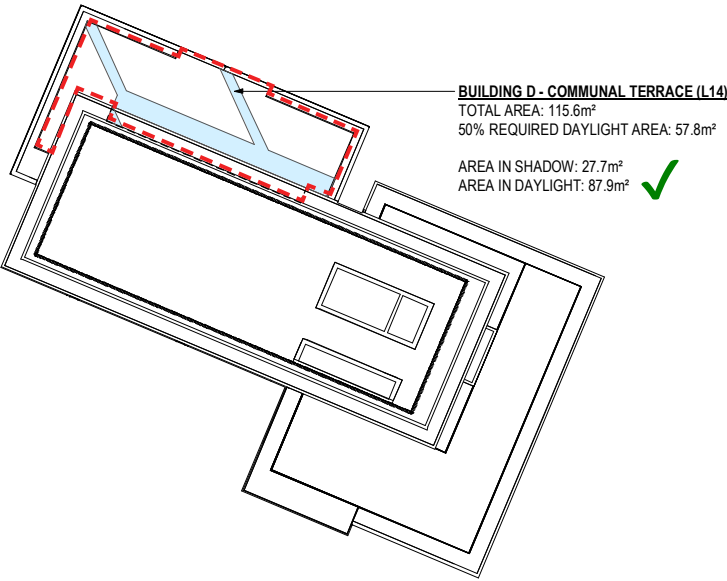 BUILDING D - COMMUNAL TERRACE (L14)
TOTAL AREA: 115.6m²
50% REQUIRED DAYLIGHT AREA: 57.8m²
AREA IN SHADOW: 27.7m²
AREA IN DAYLIGHT: 87.9m²